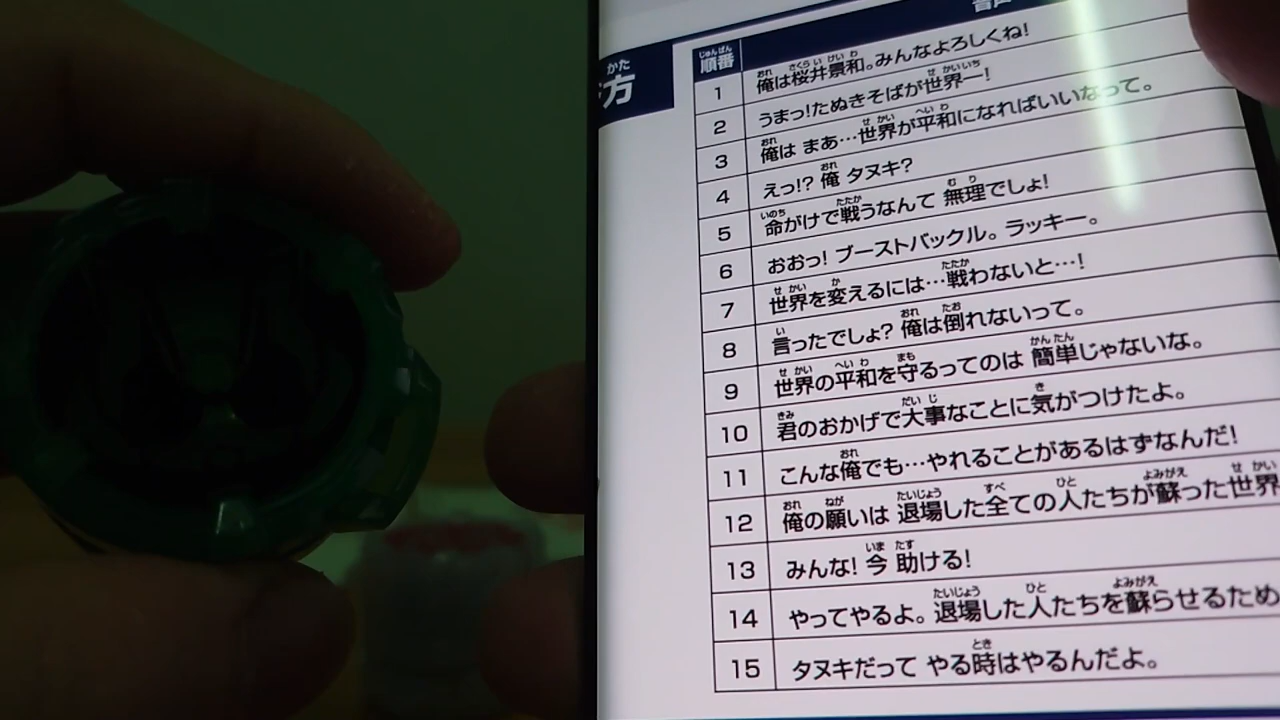 方
順番
1 俺は桜井景和。みんなよろしくね!
2 うまっ!たぬきそばが世界一!
3 俺は まあ…世界が平和になればいいなって。
4 えっ!? 俺 タヌキ?
5 命がけで戦うなんて 無理でしょ!
6 おおっ! ブーストバックル。ラッキー。
7 世界を変えるには…戦わないと…!
8 言ったでしょ? 俺は倒れないって。
9 世界の平和を守るってのは 簡単じゃないな。
10 君のおかげで大事なことに気がつけたよ。
11 こんな俺でも…やれることがあるはずなんだ!
12 俺の願いは 退場した全ての人たちが蘇った世界
13 みんな! 今 助ける!
14 やってやるよ。退場した人たちを蘇らせるため
15 タヌキだって やる時はやるんだよ。